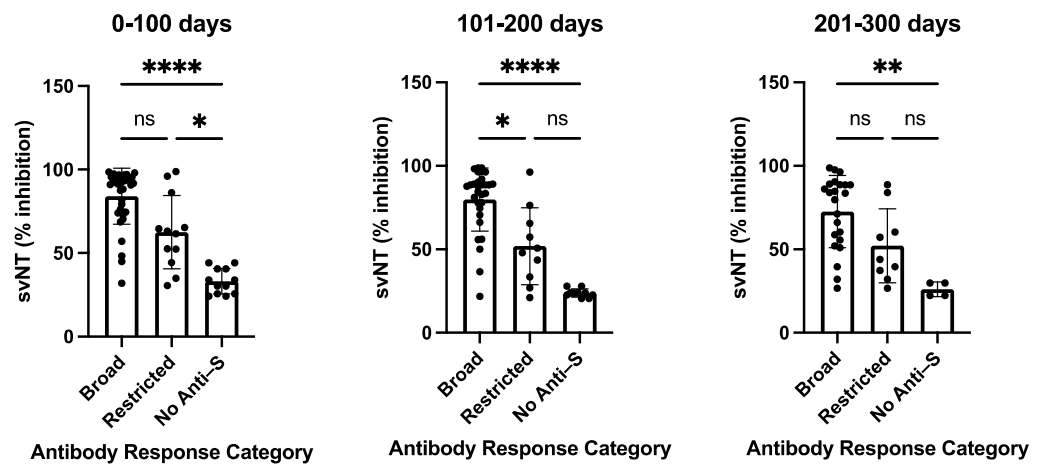 0-100 days
****
ns
*
150
100
50
0
svNT (% inhibition)
Broad
Restricted
No Anti–S
Antibody Response Category
101-200 days
****
*
ns
150
100
50
0
svNT (% inhibition)
Broad
Restricted
No Anti–S
Antibody Response Category
201-300 days
**
ns
ns
150
100
50
0
svNT (% inhibition)
Broad
Restricted
No Anti–S
Antibody Response Category